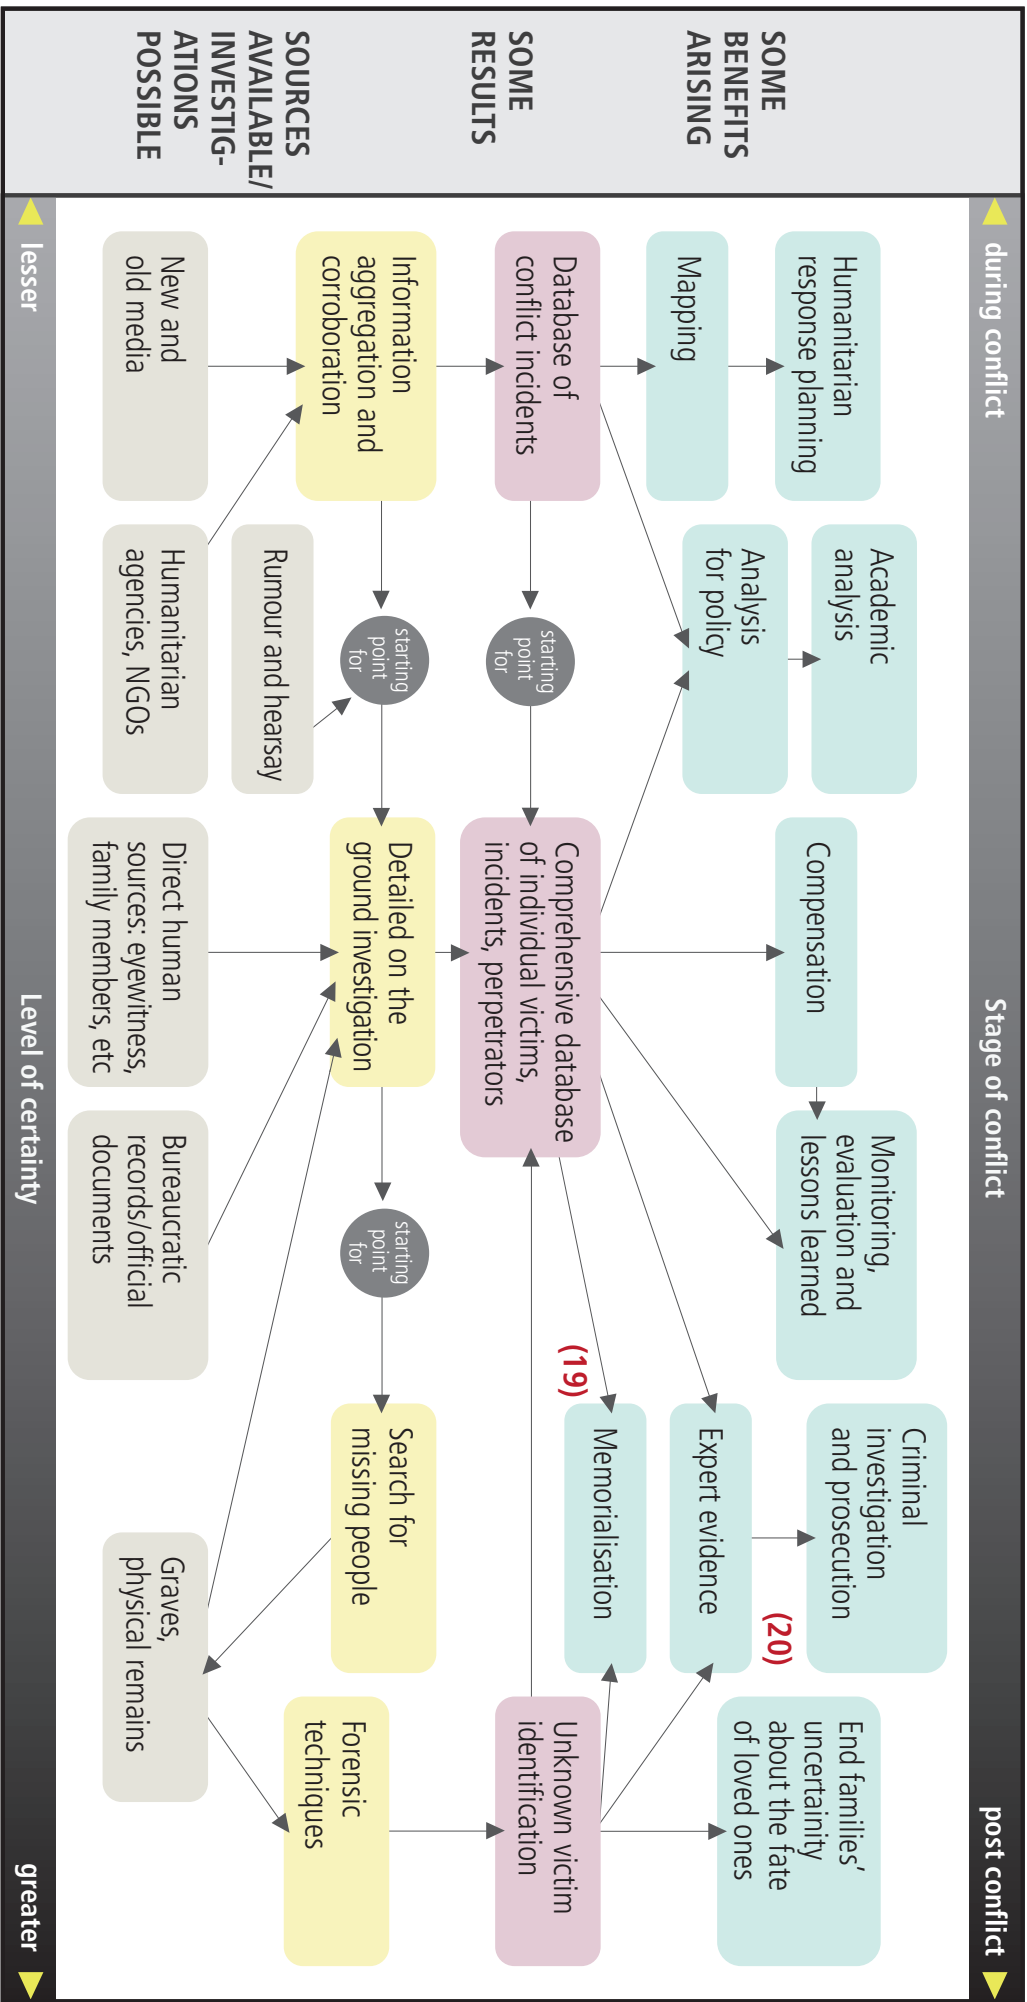 during conflict
Stage of conflict
post conflict
SOME
BENEFITS
ARISING
Humanitarian
response planning
Mapping
Academic
analysis
Analysis
for policy
Compensation
Monitoring,
evaluation and
lessons learned
Criminal
investigation
and prosecution
(20)
Expert evidence
(19)
Memorialisation
End families’
uncertainity
about the fate
of loved ones
SOME
RESULTS
Database of
conflict incidents
starting
point
for
Comprehensive database
of individual victims,
incidents, perpetrators
Unknown victim
identification
SOURCES
AVAILABLE/
INVESTIG-
ATIONS
POSSIBLE
Information
aggregation and
corroboration
starting
point
for
Rumour and hearsay
Detailed on the
ground investigation
starting
point
for
Search for
missing people
Forensic
techniques
New and
old media
Humanitarian
agencies, NGOs
Direct human
sources: eyewitness,
family members, etc
Bureaucratic
records/official
documents
Graves,
physical remains
lesser
Level of certainty
greater